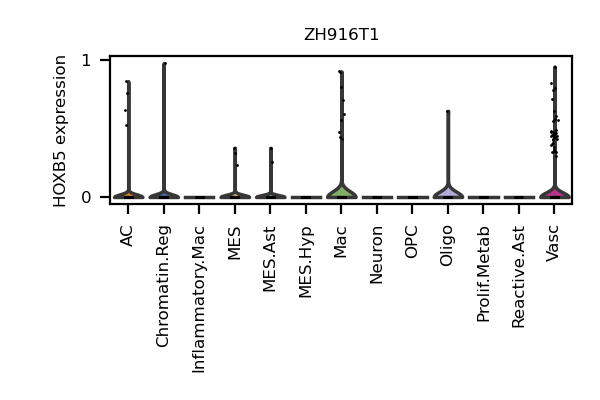 ZH916T1
HOXB5 expression
1
0
AC
Chromatin.Reg
Inflammatory.Mac
MES
MES.Ast
MES.Hyp
Mac
Neuron
OPC
Oligo
Prolif.Metab
Reactive.Ast
Vasc